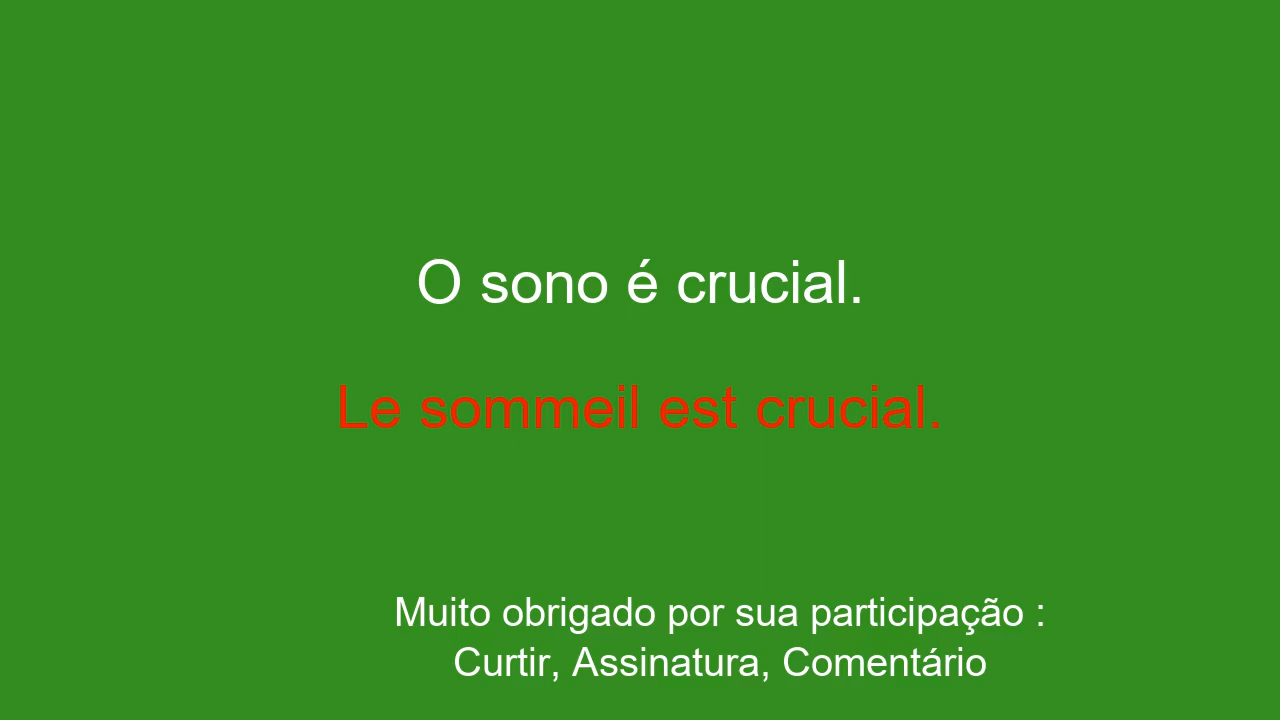 O sono é crucial.
Le sommeil est crucial.
Muito obrigado por sua participação :
Curtir, Assinatura, Comentário